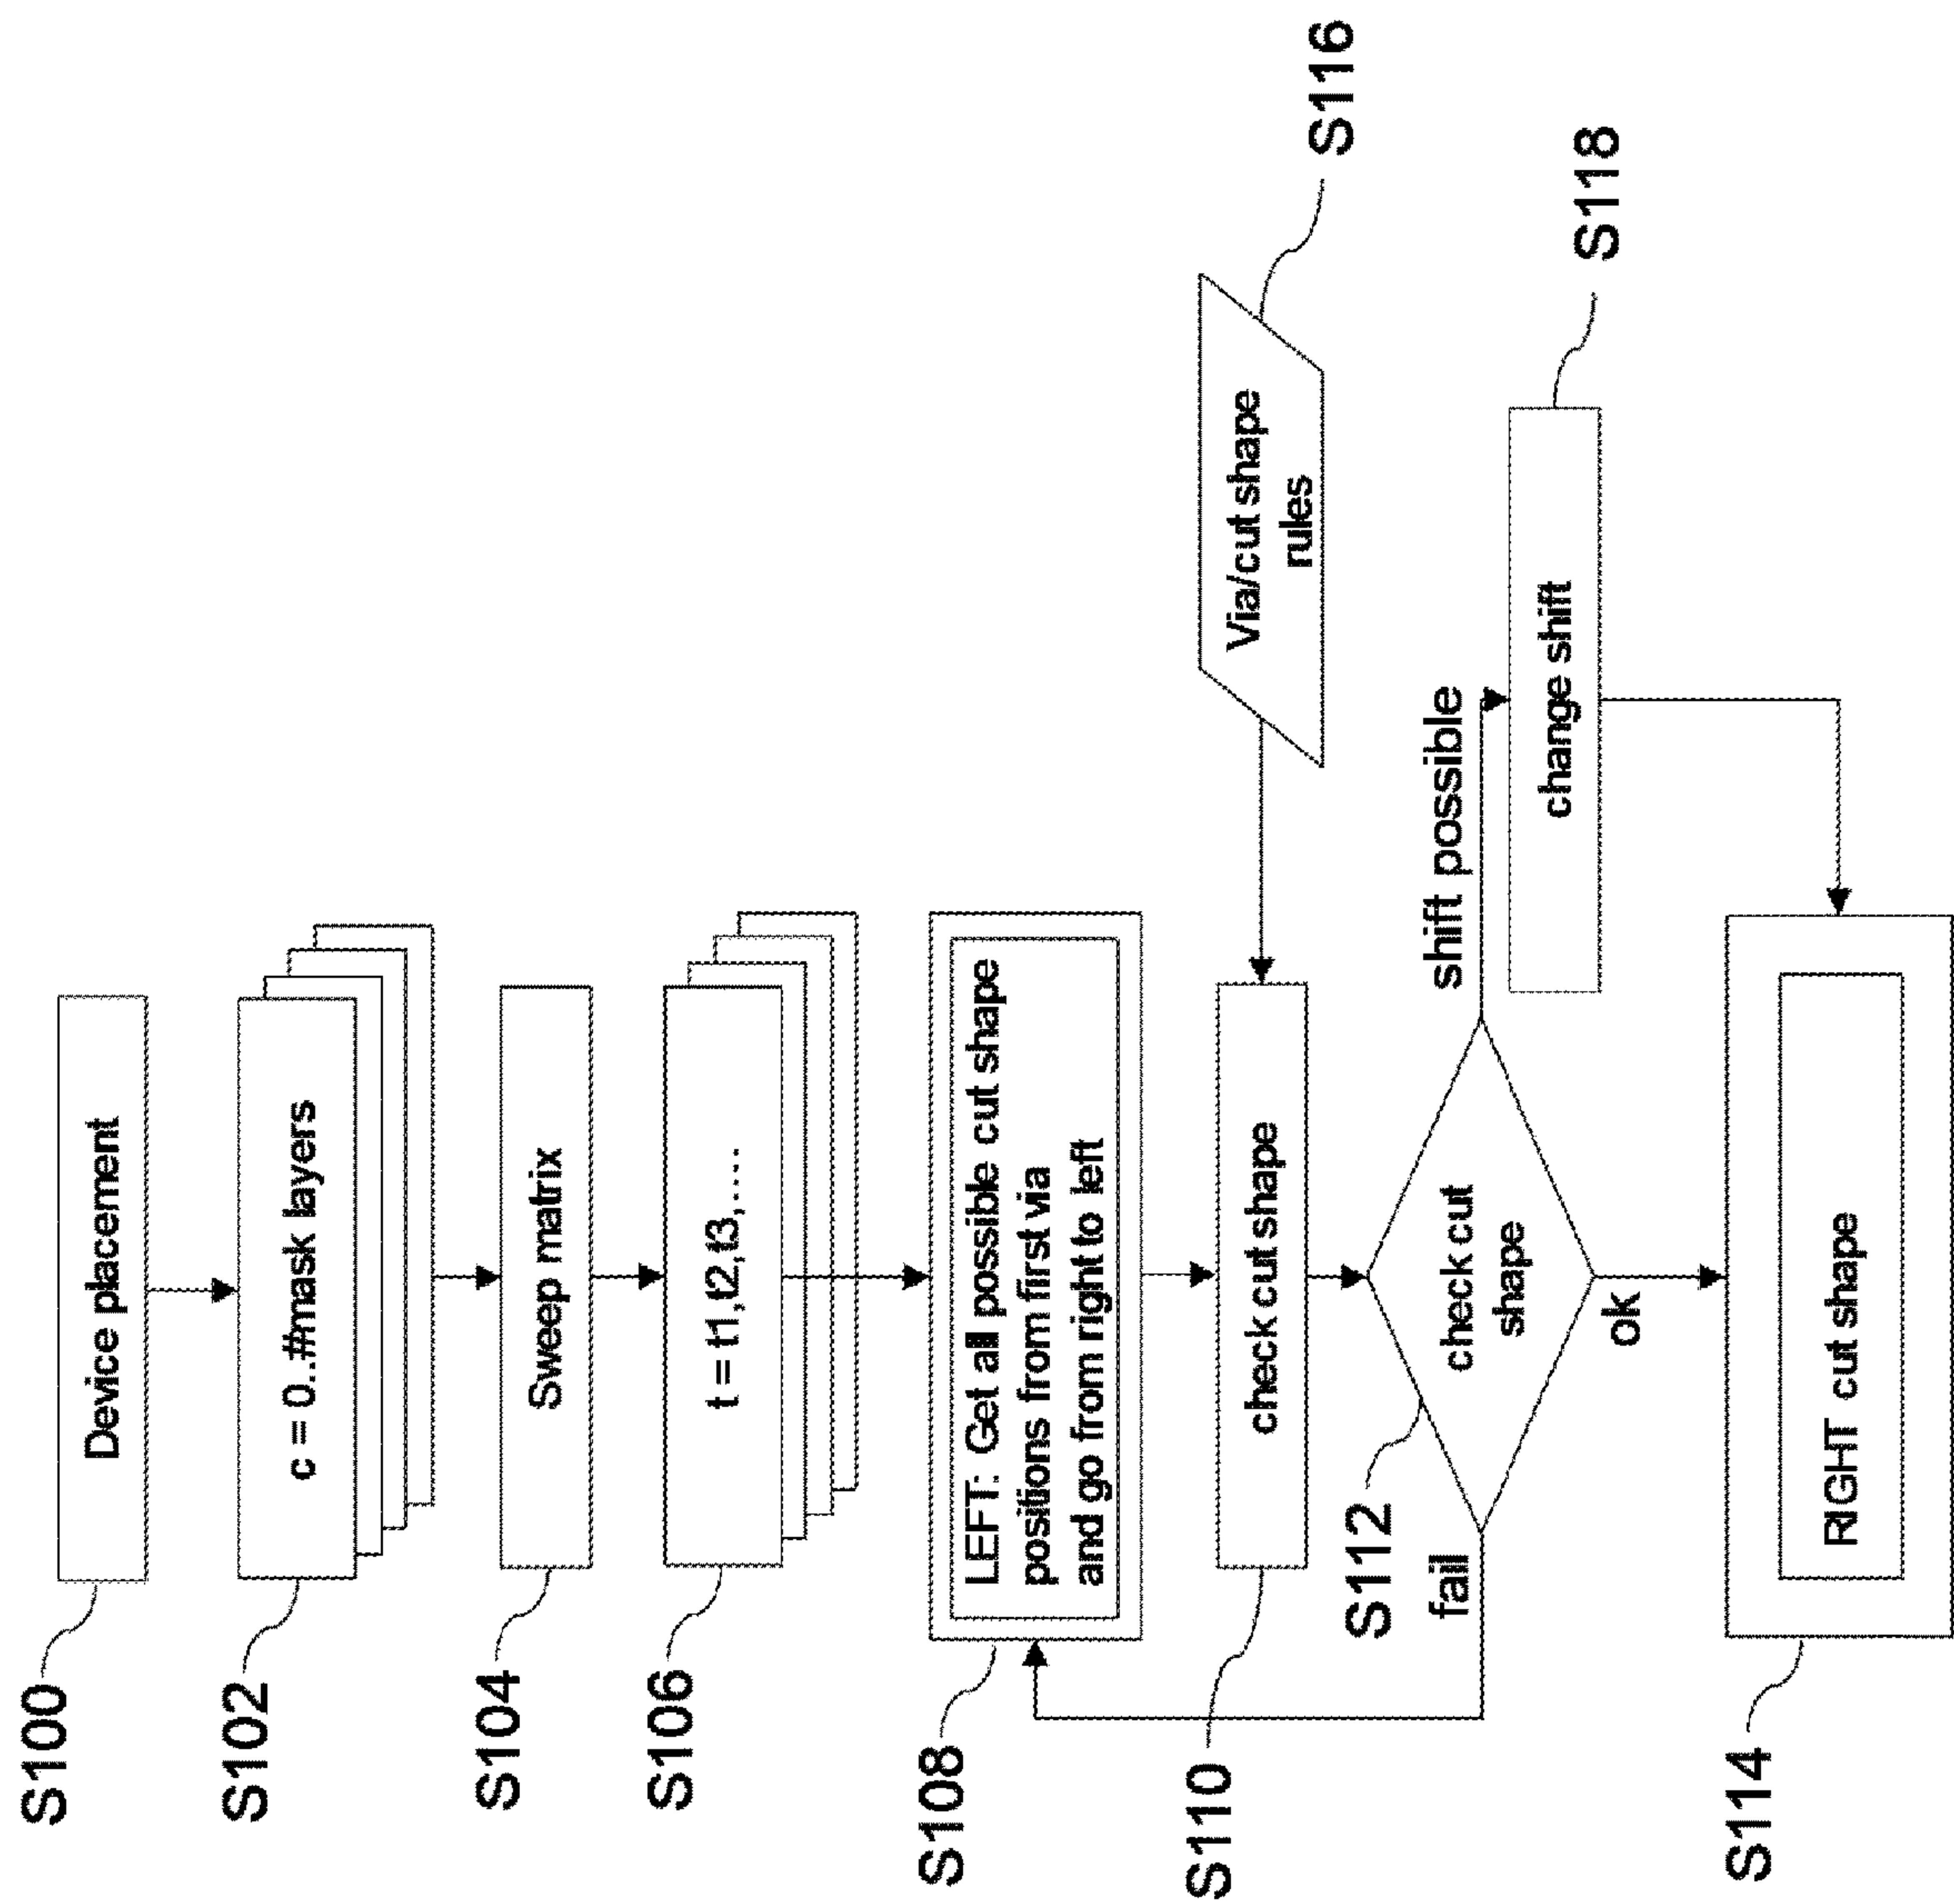 S100
Device placement
S102
c = 0..#mask layers
S104
Sweep matrix
S106
t = t1,t2,t3,....
S108
LEFT: Get all possible cut shape
positions from first via
and go from right to left
S110
check cut shape
Via/cut shape
rules
S116
S112
check cut
shape
fail
shift possible
ok
change shift
S118
S114
RIGHT cut shape